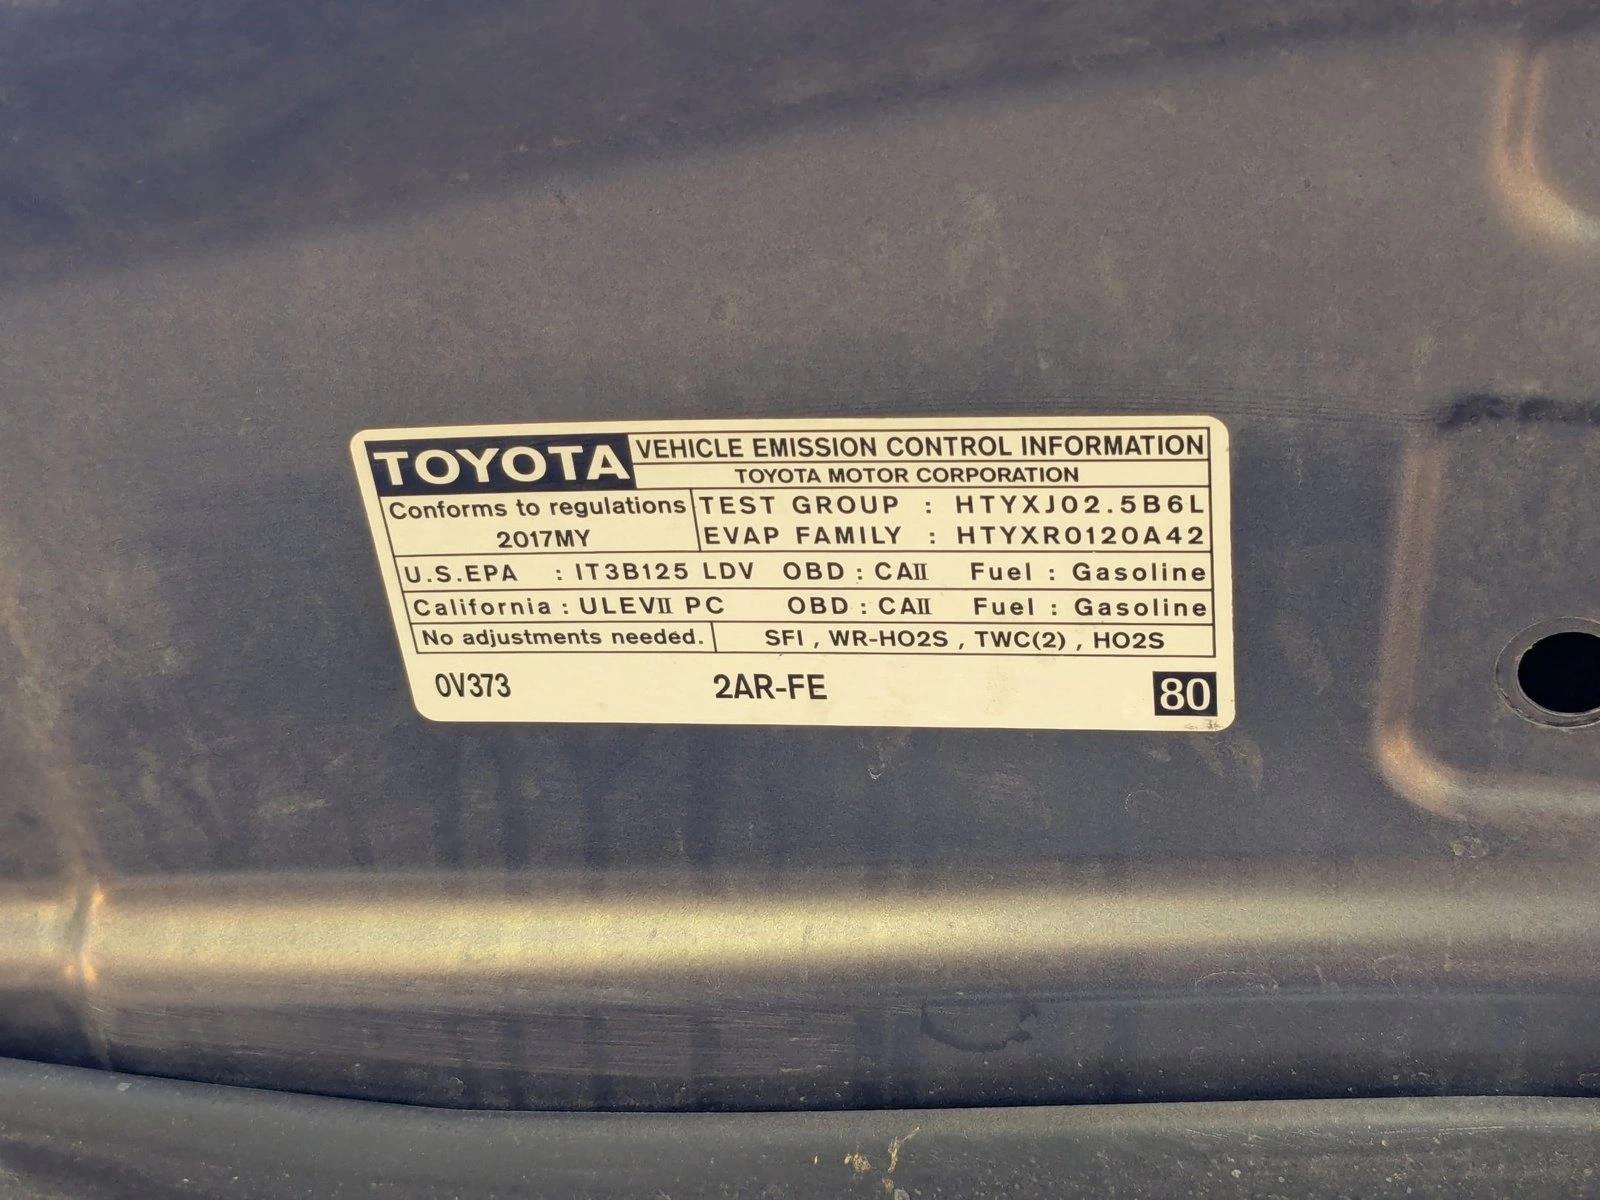 TOYOTA VEHICLE EMISSION CONTROL INFORMATION
TOYOTA MOTOR CORPORATION
Conforms to regulations TEST GROUP : HTYXJ02.5B6L
2017MY EVAP FAMILY : HTYXR0120A42
U.S.EPA : IT3B125 LDV OBD : CAII Fuel : Gasoline
California : ULEVII PC OBD : CAII Fuel : Gasoline
No adjustments needed. SFI , WR-HO2S , TWC(2) , HO2S
0V373 2AR-FE 80